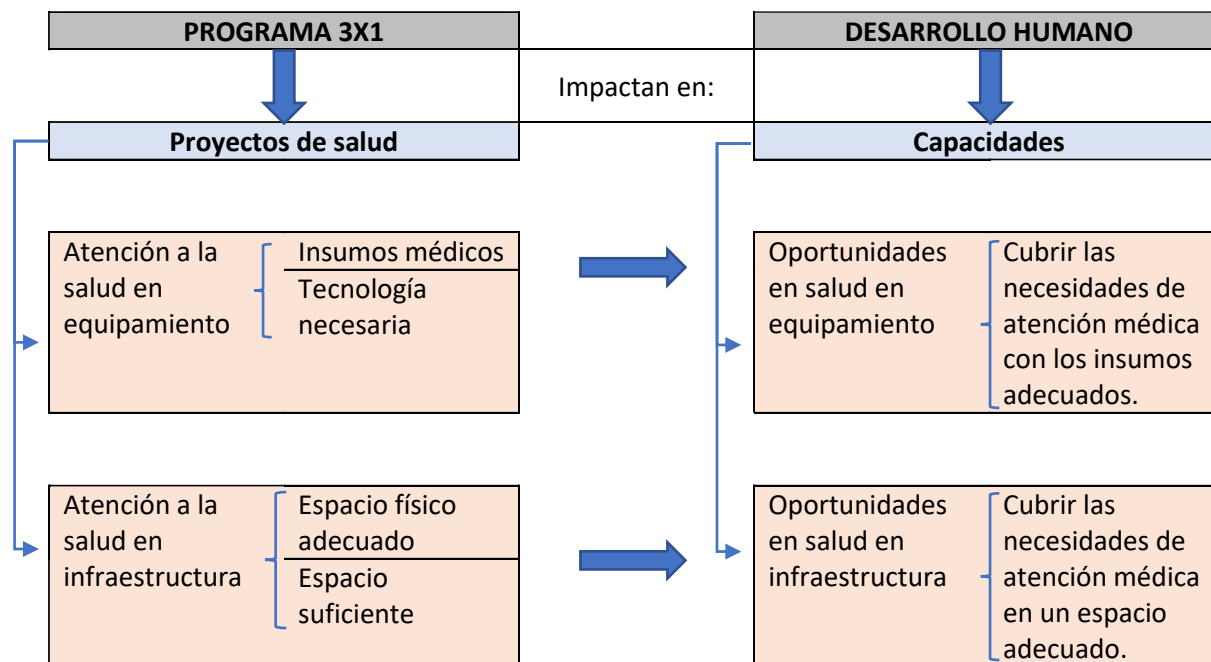 PROGRAMA 3X1
DESARROLLO HUMANO
Impactan en:
Proyectos de salud
Capacidades
Atención a la
salud en
equipamiento
Insumos médicos
Tecnología
necesaria
Oportunidades
en salud en
equipamiento
Cubrir las
necesidades de
atención médica
con los insumos
adecuados.
Atención a la
salud en
infraestructura
Espacio físico
adecuado
Espacio
suficiente
Oportunidades
en salud en
infraestructura
Cubrir las
necesidades de
atención médica
en un espacio
adecuado.